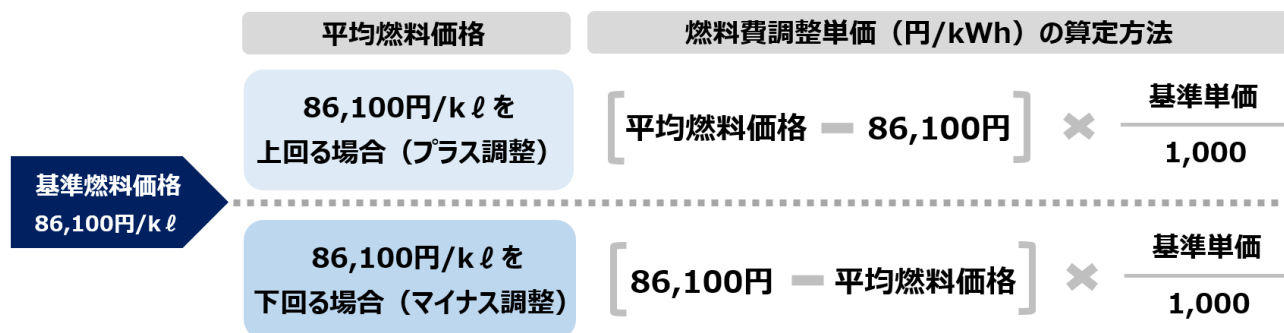 平均燃料価格
燃料費調整単価（円/kWh）の算定方法
基準燃料価格
86,100円/kℓ
86,100円/kℓを
上回る場合（プラス調整）
[平均燃料価格 － 86,100円] × 基準単価
1,000
86,100円/kℓを
下回る場合（マイナス調整）
[86,100円 － 平均燃料価格] × 基準単価
1,000